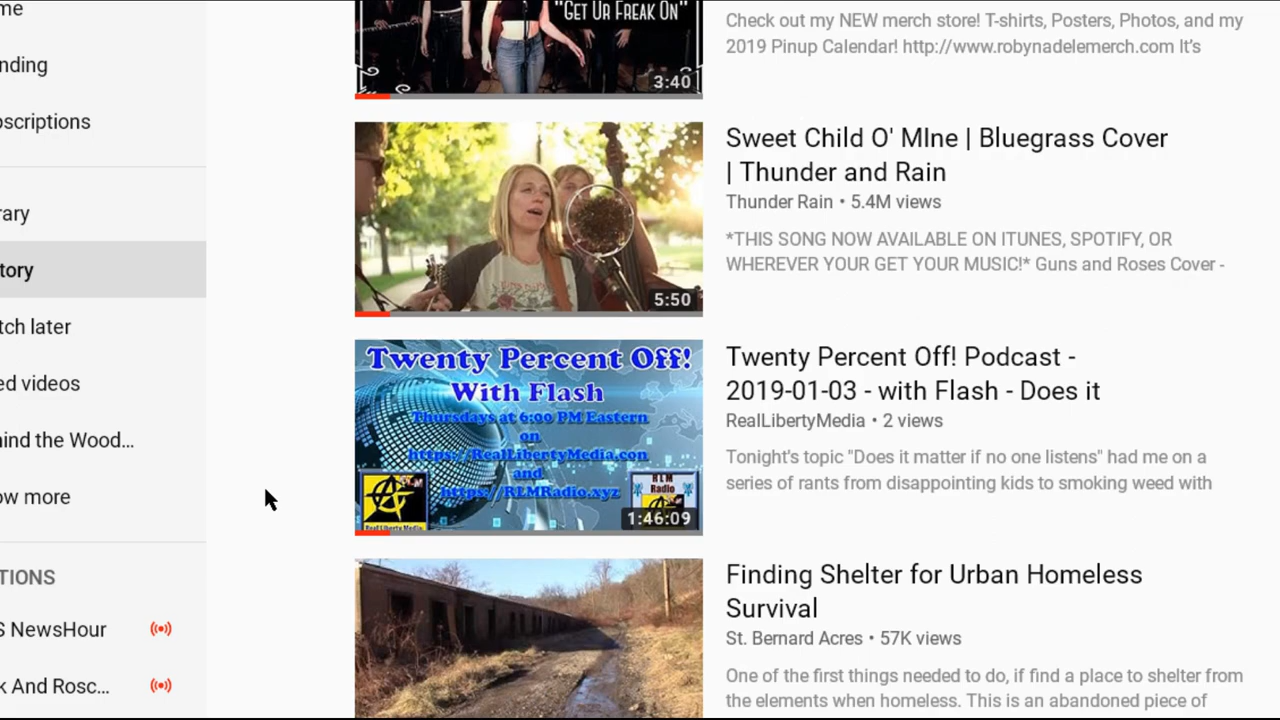 me
nding
bscriptions
rary
tory
tch later
ed videos
hind the Wood...
ow more
TIONS
S NewsHour
k And Rosc...
"GET UR FREAK ON"
3:40
Check out my NEW merch store! T-shirts, Posters, Photos, and my
2019 Pinup Calendar! http://www.robynadelemerch.com It's
5:50
Sweet Child O' MIne | Bluegrass Cover
| Thunder and Rain
Thunder Rain • 5.4M views
*THIS SONG NOW AVAILABLE ON ITUNES, SPOTIFY, OR
WHEREVER YOUR GET YOUR MUSIC!* Guns and Roses Cover -
Twenty Percent Off!
With Flash
Thursdays at 6:00 PM Eastern
on
https://RealLibertyMedia.con
and
https://RLMRadio.xyz
Real Liberty Media
RLM
Radio
1:46:09
Twenty Percent Off! Podcast -
2019-01-03 - with Flash - Does it
RealLibertyMedia • 2 views
Tonight's topic "Does it matter if no one listens" had me on a
series of rants from disappointing kids to smoking weed with
Finding Shelter for Urban Homeless
Survival
St. Bernard Acres • 57K views
One of the first things needed to do, if find a place to shelter from
the elements when homeless. This is an abandoned piece of